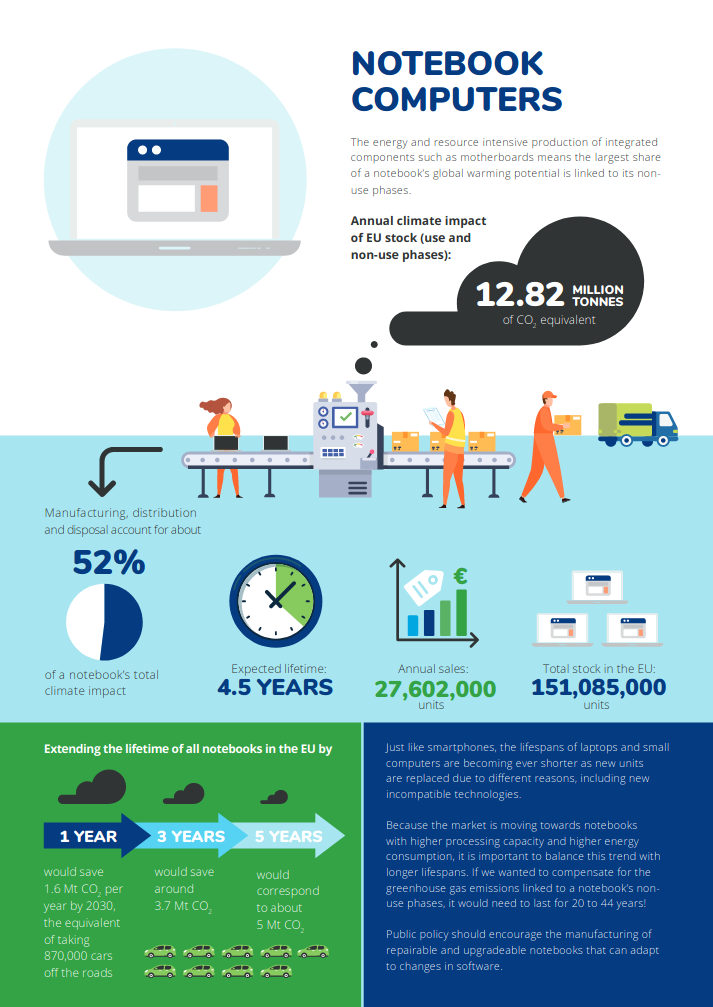 NOTEBOOK
COMPUTERS
The energy and resource intensive production of integrated
components such as motherboards means the largest share
of a notebook's global warming potential is linked to its non-
use phases.
Annual climate impact
of EU stock (use and
non-use phases):
12.82 MILLION
TONNES
of CO₂ equivalent
Manufacturing, distribution
and disposal account for about
52%
of a notebook's total
climate impact
Expected lifetime:
4.5 YEARS
€
Annual sales:
27,602,000
units
Total stock in the EU:
151,085,000
units
Extending the lifetime of all notebooks in the EU by
1 YEAR
would save
1.6 Mt CO₂ per
year by 2030,
the equivalent
of taking
870,000 cars
off the roads
3 YEARS
would save
around
3.7 Mt CO₂
5 YEARS
would
correspond
to about
5 Mt CO₂
Just like smartphones, the lifespans of laptops and small
computers are becoming ever shorter as new units
are replaced due to different reasons, including new
incompatible technologies.
Because the market is moving towards notebooks
with higher processing capacity and higher energy
consumption, it is important to balance this trend with
longer lifespans. If we wanted to compensate for the
greenhouse gas emissions linked to a notebook's non-
use phases, it would need to last for 20 to 44 years!
Public policy should encourage the manufacturing of
repairable and upgradeable notebooks that can adapt
to changes in software.